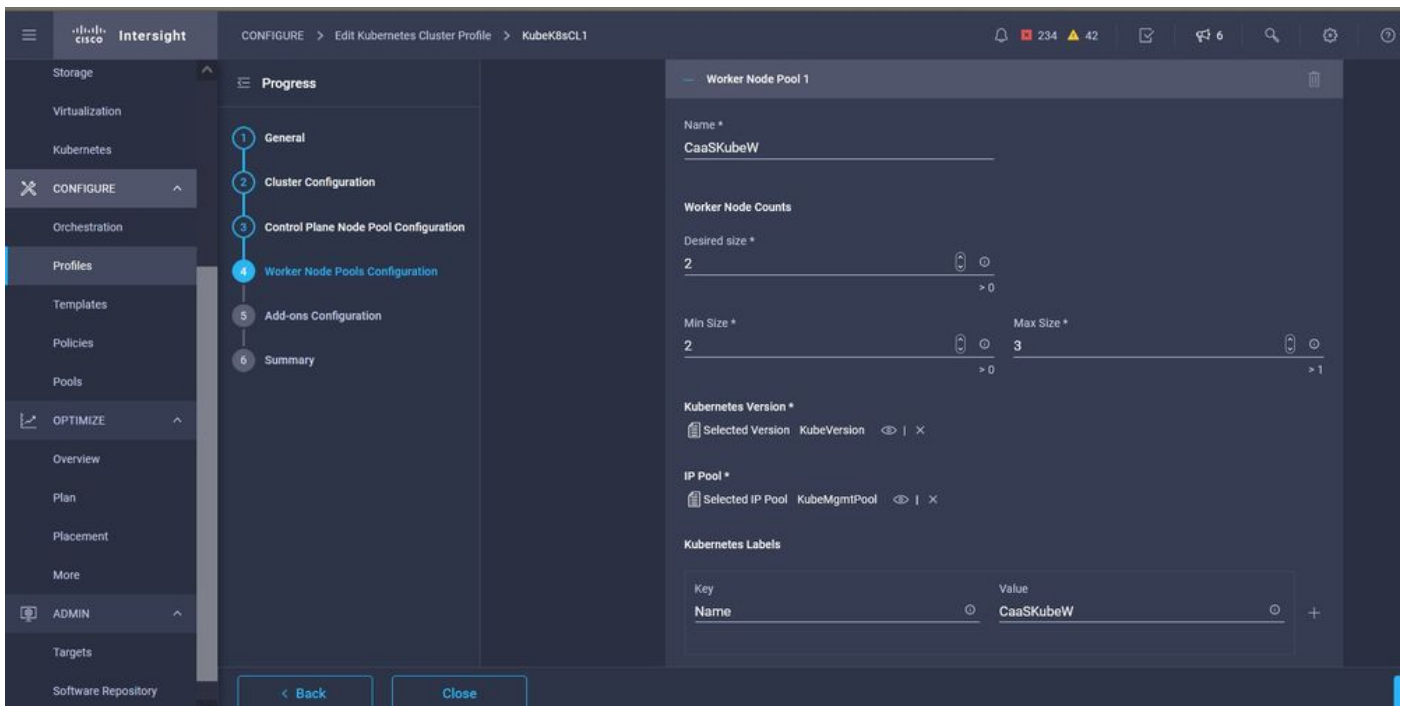 cisco Intersight
CONFIGURE > Edit Kubernetes Cluster Profile > KubeK8sCL1
234 42 6
Storage
Virtualization
Kubernetes
CONFIGURE
Orchestration
Profiles
Templates
Policies
Pools
OPTIMIZE
Overview
Plan
Placement
More
ADMIN
Targets
Software Repository
Progress
1 General
2 Cluster Configuration
3 Control Plane Node Pool Configuration
4 Worker Node Pools Configuration
5 Add-ons Configuration
6 Summary
— Worker Node Pool 1
Name *
CaaSKubeW
Worker Node Counts
Desired size *
2
> 0
Min Size * Max Size *
2 3
> 0 > 1
Kubernetes Version *
Selected Version KubeVersion | ×
IP Pool *
Selected IP Pool KubeMgmtPool | ×
Kubernetes Labels
Key Value
Name CaaSKubeW +
< Back Close